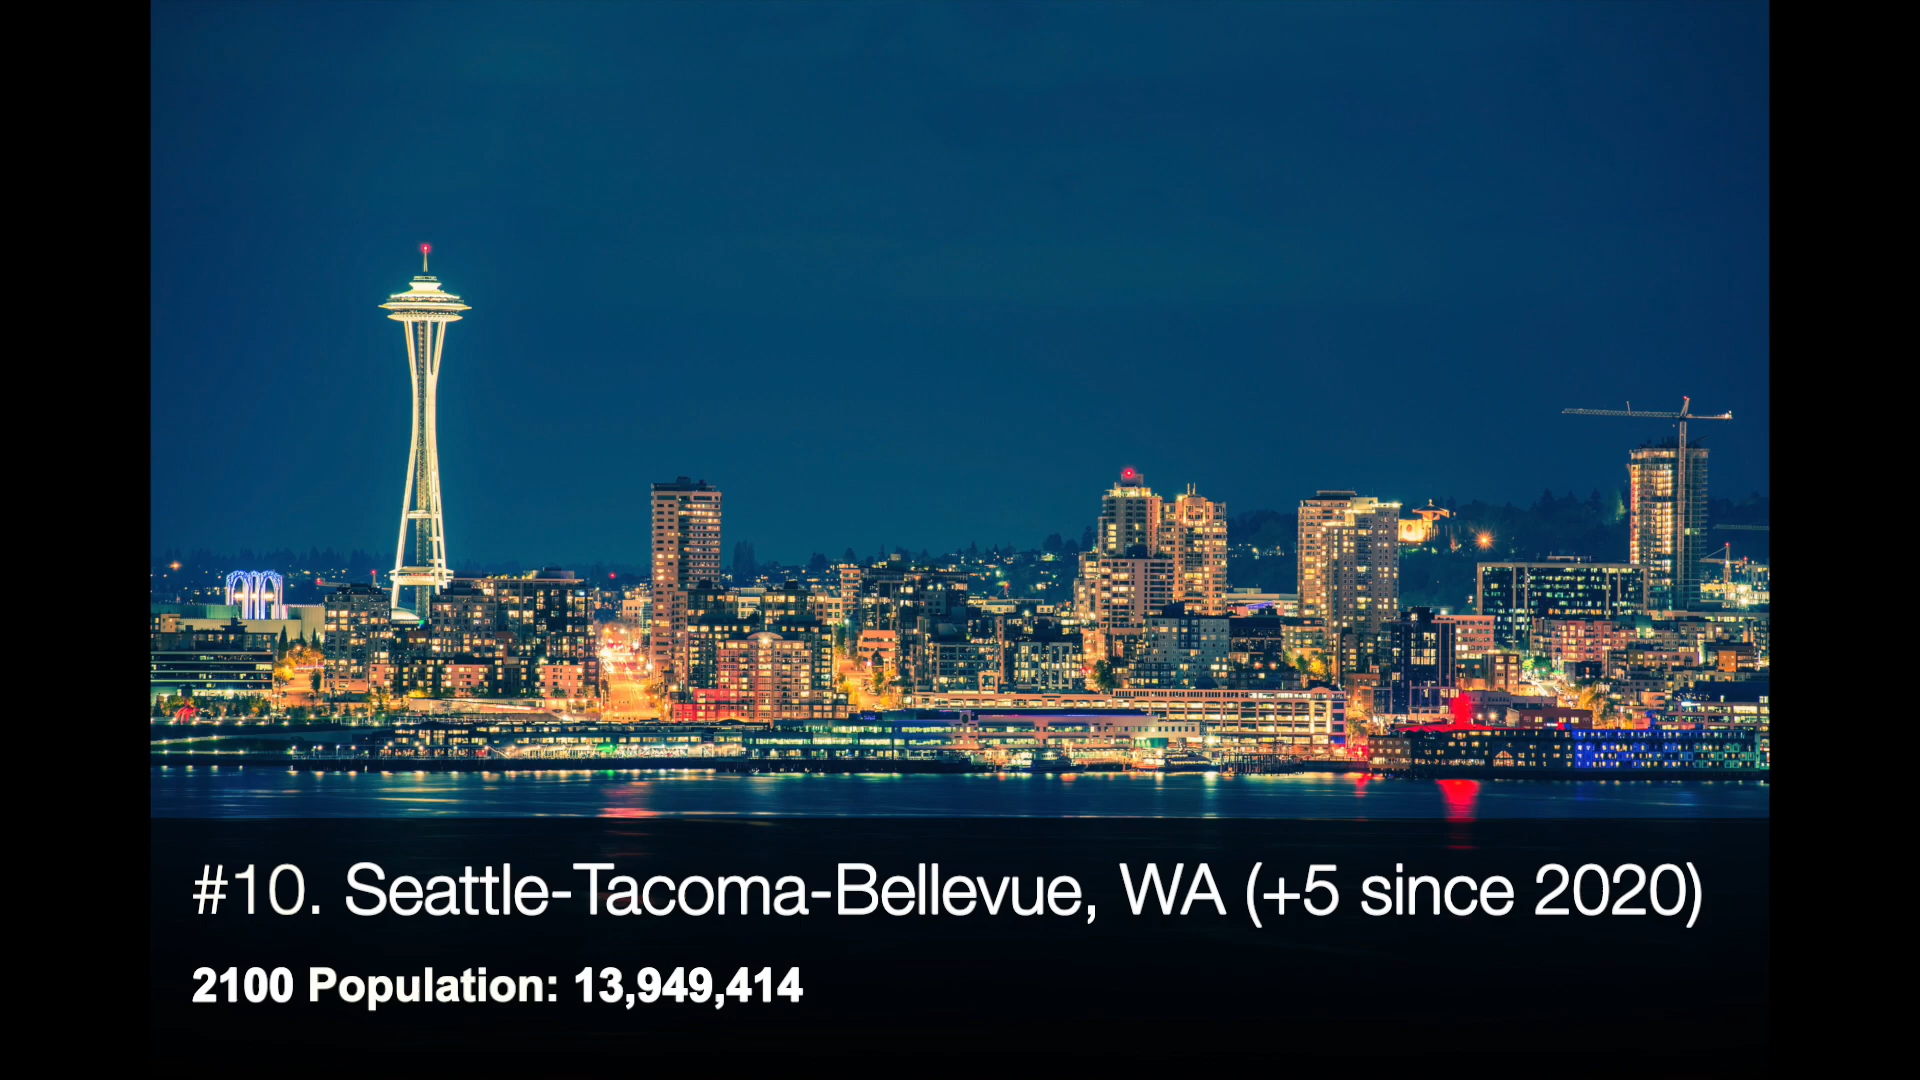 #10. Seattle-Tacoma-Bellevue, WA (+5 since 2020)
2100 Population: 13,949,414